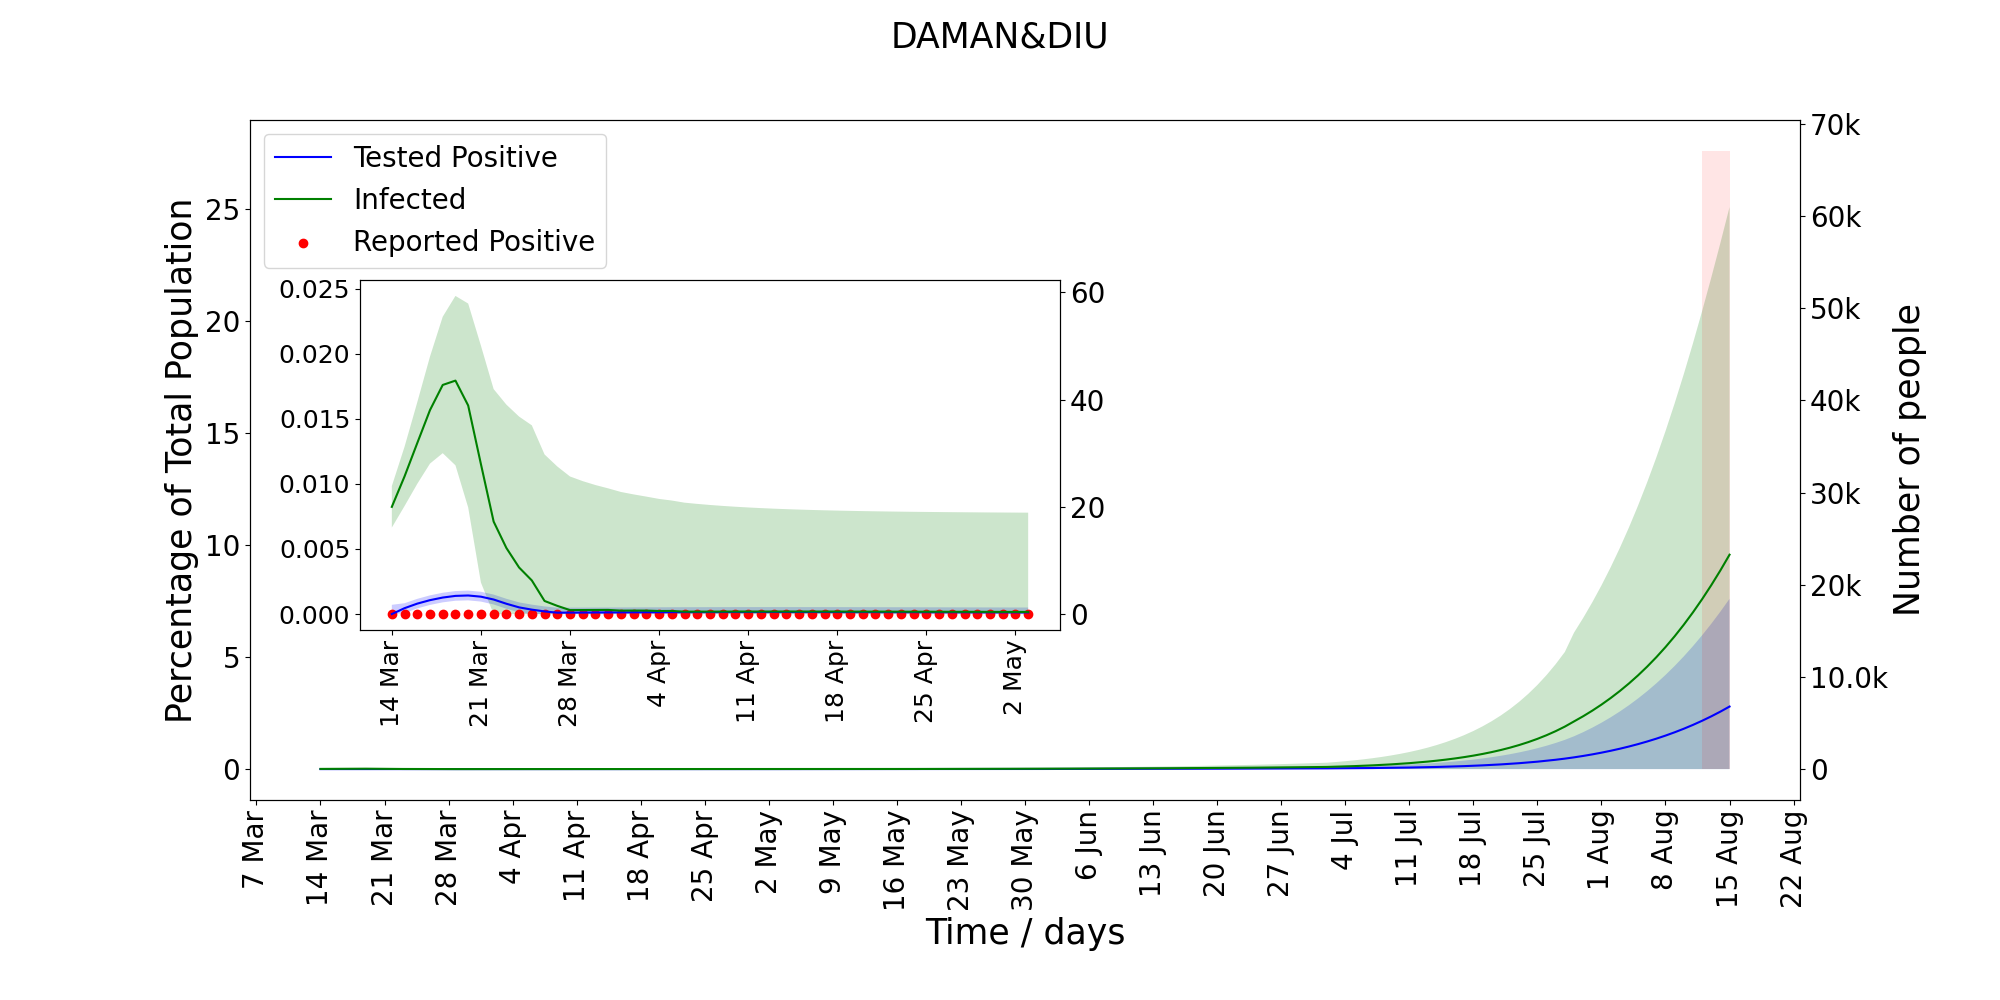 DAMAN&DIU
Tested Positive
Infected
Reported Positive
Percentage of Total Population
25
20
15
10
5
0
70k
60k
50k
40k
30k
20k
10.0k
0
Number of people
0.025
0.020
0.015
0.010
0.005
0.000
60
40
20
0
14 Mar
21 Mar
28 Mar
4 Apr
11 Apr
18 Apr
25 Apr
2 May
7 Mar
14 Mar
21 Mar
28 Mar
4 Apr
11 Apr
18 Apr
25 Apr
2 May
9 May
16 May
23 May
30 May
6 Jun
13 Jun
20 Jun
27 Jun
4 Jul
11 Jul
18 Jul
25 Jul
1 Aug
8 Aug
15 Aug
22 Aug
Time / days